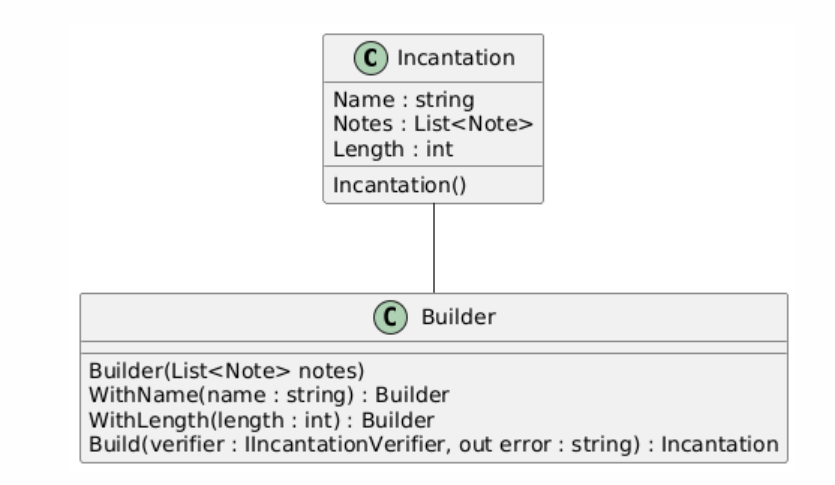 C Incantation
Name : string
Notes : List<Note>
Length : int
Incantation()
C Builder
Builder(List<Note> notes)
WithName(name : string) : Builder
WithLength(length : int) : Builder
Build(verifier : IIncantationVerifier, out error : string) : Incantation